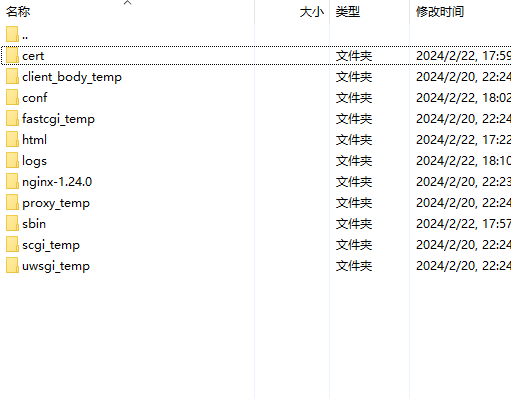 名称 大小 类型 修改时间
..
cert 文件夹 2024/2/22, 17:59
client_body_temp 文件夹 2024/2/20, 22:24
conf 文件夹 2024/2/22, 18:02
fastcgi_temp 文件夹 2024/2/20, 22:24
html 文件夹 2024/2/22, 17:22
logs 文件夹 2024/2/22, 18:10
nginx-1.24.0 文件夹 2024/2/20, 22:23
proxy_temp 文件夹 2024/2/20, 22:24
sbin 文件夹 2024/2/22, 17:57
scgi_temp 文件夹 2024/2/20, 22:24
uwsgi_temp 文件夹 2024/2/20, 22:24